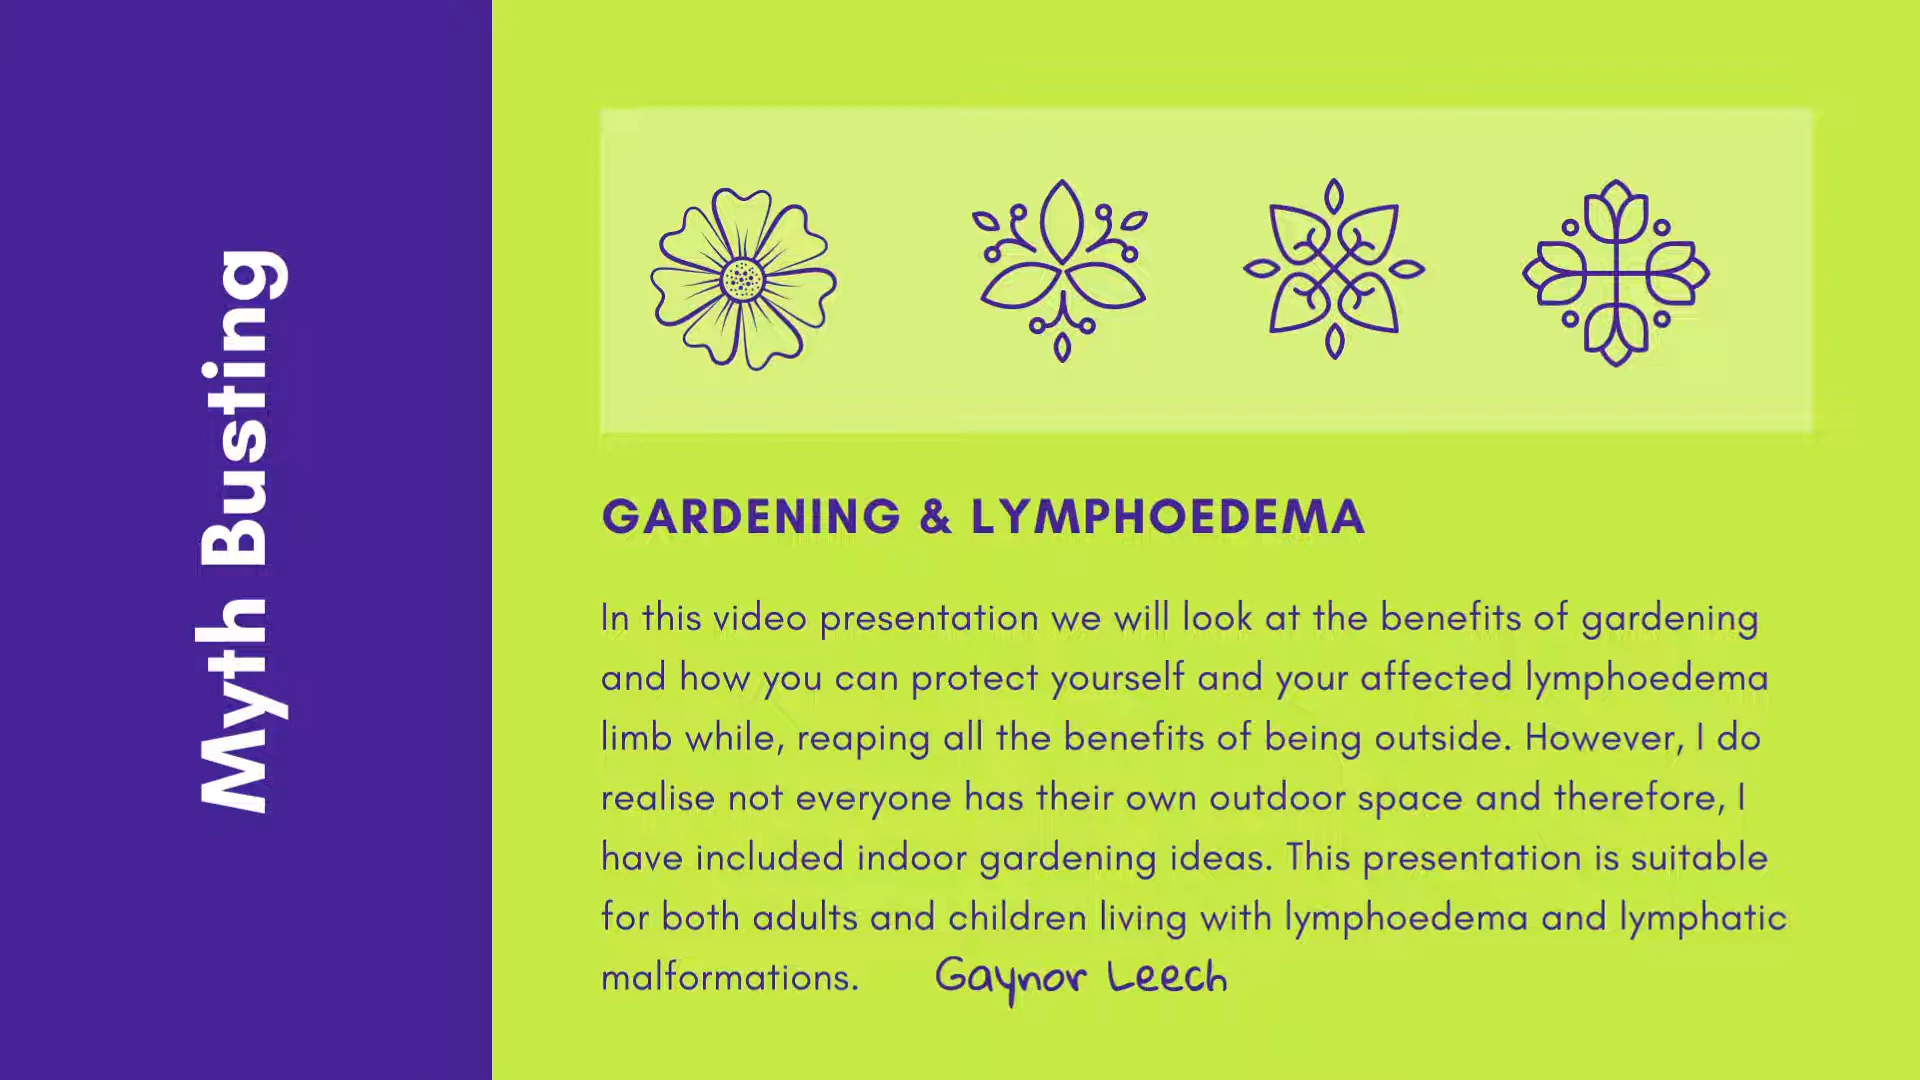 Myth Busting
GARDENING & LYMPHOEDEMA
In this video presentation we will look at the benefits of gardening
and how you can protect yourself and your affected lymphoedema
limb while, reaping all the benefits of being outside. However, I do
realise not everyone has their own outdoor space and therefore, I
have included indoor gardening ideas. This presentation is suitable
for both adults and children living with lymphoedema and lymphatic
malformations. Gaynor Leech